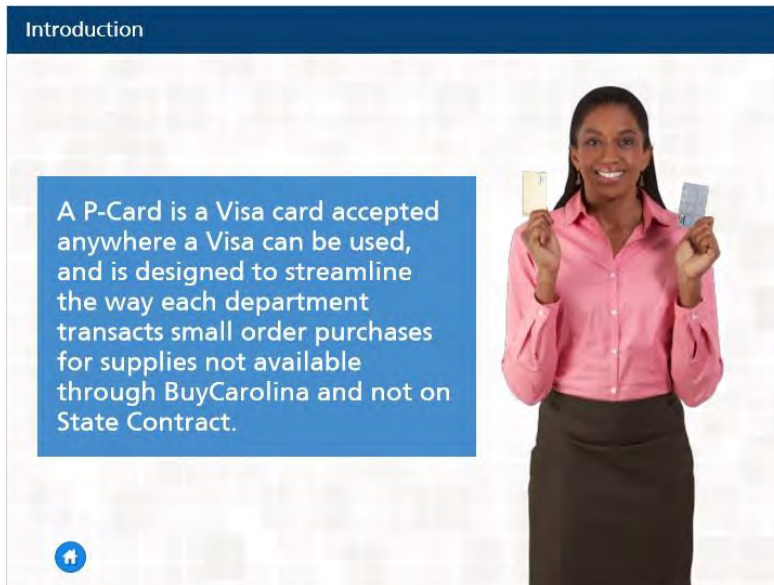 Introduction
A P-Card is a Visa card accepted
anywhere a Visa can be used,
and is designed to streamline
the way each department
transacts small order purchases
for supplies not available
through BuyCarolina and not on
State Contract.